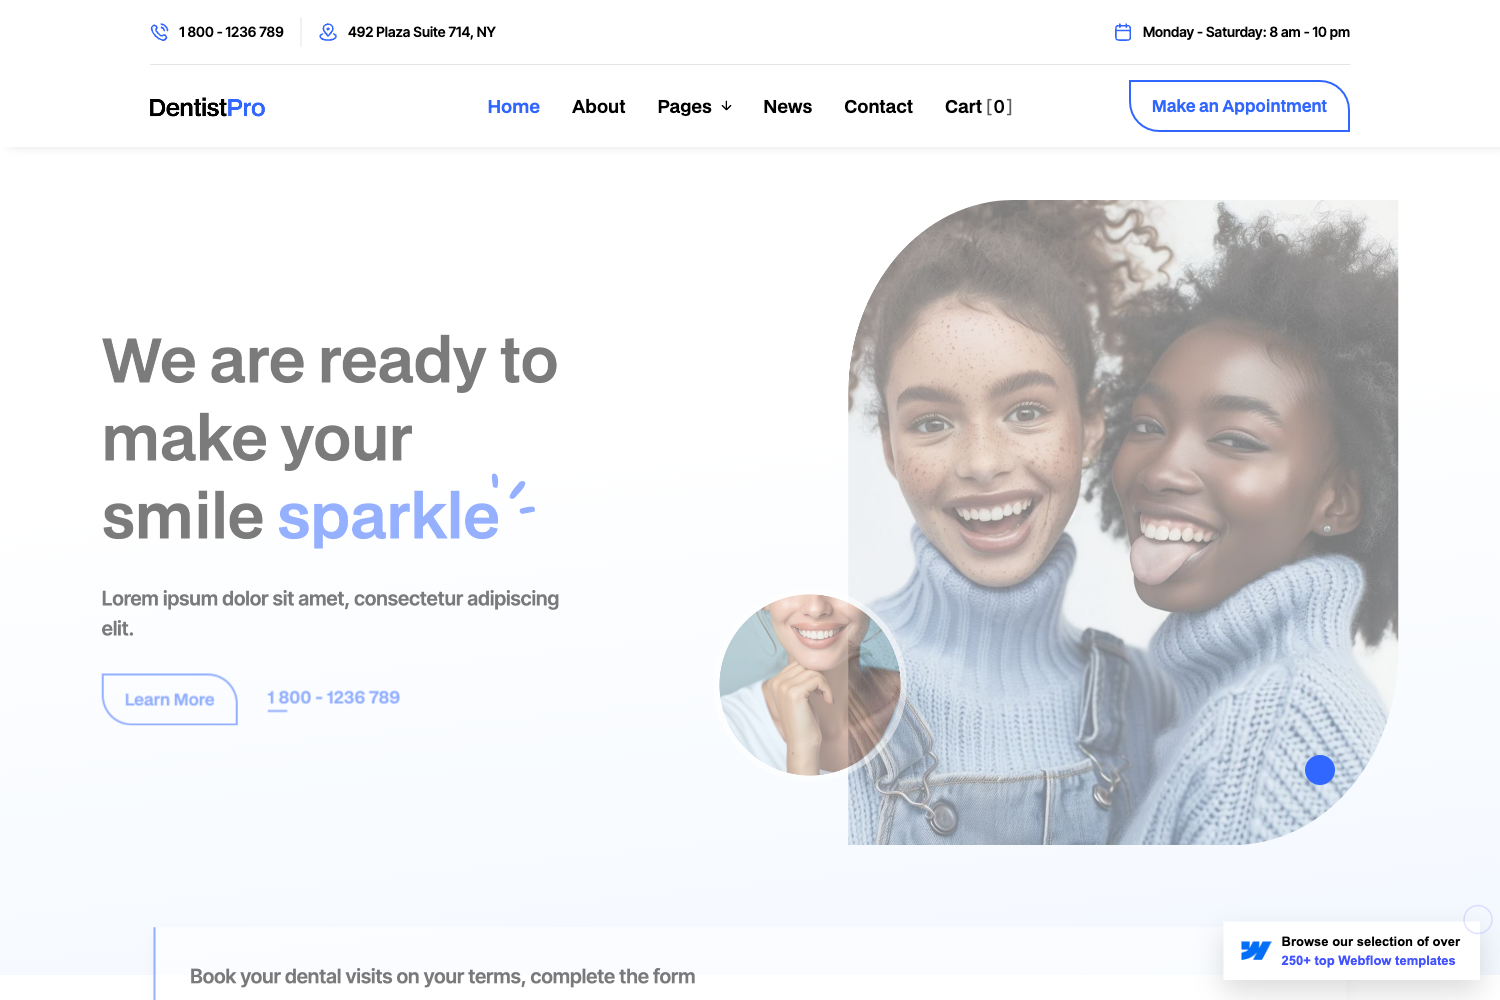 1 800 - 1236 789
492 Plaza Suite 714, NY
Monday - Saturday: 8 am - 10 pm
DentistPro
Home
About
Pages
News
Contact
Cart [0]
Make an Appointment
We are ready to
make your
smile sparkle
Lorem ipsum dolor sit amet, consectetur adipiscing
elit.
Learn More
1 800 - 1236 789
Book your dental visits on your terms, complete the form
Browse our selection of over
250+ top Webflow templates